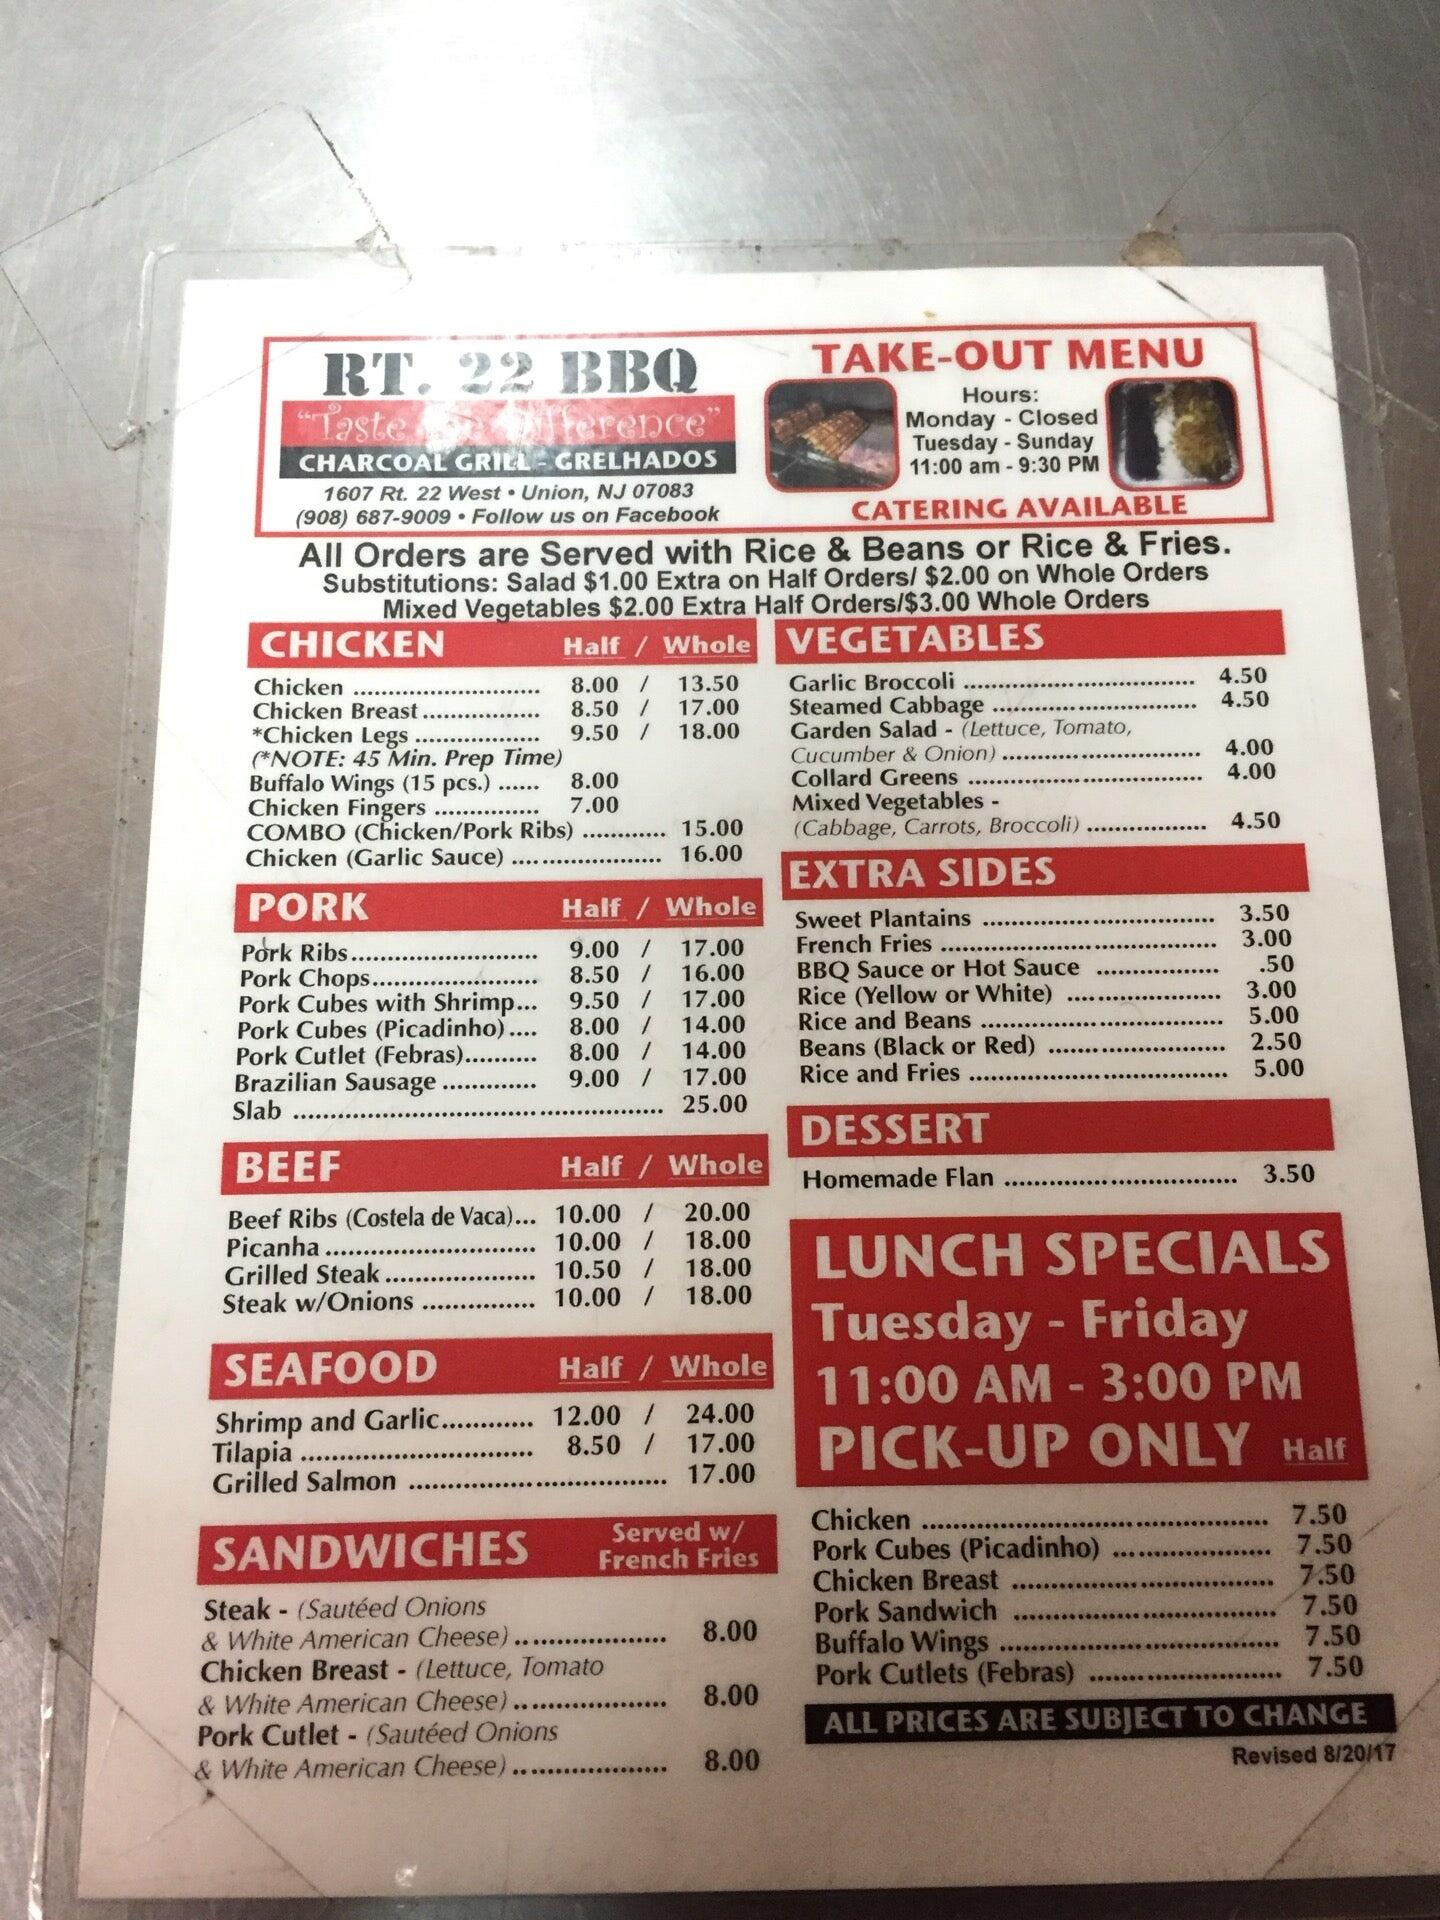 RT. 22 BBQ
"Taste the Difference"
CHARCOAL GRILL - GRELHADOS
1607 Rt. 22 West • Union, NJ 07083
(908) 687-9009 • Follow us on Facebook
TAKE-OUT MENU
Hours:
Monday - Closed
Tuesday - Sunday
11:00 am - 9:30 PM
CATERING AVAILABLE
All Orders are Served with Rice & Beans or Rice & Fries.
Substitutions: Salad $1.00 Extra on Half Orders/ $2.00 on Whole Orders
Mixed Vegetables $2.00 Extra Half Orders/$3.00 Whole Orders
CHICKEN Half / Whole
Chicken .......................... 8.00 / 13.50
Chicken Breast................. 8.50 / 17.00
*Chicken Legs .................. 9.50 / 18.00
(*NOTE: 45 Min. Prep Time)
Buffalo Wings (15 pcs.) ...... 8.00
Chicken Fingers ............... 7.00
COMBO (Chicken/Pork Ribs) ............ 15.00
Chicken (Garlic Sauce) ..................... 16.00
PORK Half / Whole
Pork Ribs.......................... 9.00 / 17.00
Pork Chops....................... 8.50 / 16.00
Pork Cubes with Shrimp... 9.50 / 17.00
Pork Cubes (Picadinho).... 8.00 / 14.00
Pork Cutlet (Febras).......... 8.00 / 14.00
Brazilian Sausage ............. 9.00 / 17.00
Slab .................................................... 25.00
BEEF Half / Whole
Beef Ribs (Costela de Vaca)... 10.00 / 20.00
Picanha ............................. 10.00 / 18.00
Grilled Steak ..................... 10.50 / 18.00
Steak w/Onions ................ 10.00 / 18.00
SEAFOOD Half / Whole
Shrimp and Garlic............. 12.00 / 24.00
Tilapia ................................ 8.50 / 17.00
Grilled Salmon ................................... 17.00
SANDWICHES Served w/
French Fries
Steak - (Sautéed Onions
& White American Cheese) .................... 8.00
Chicken Breast - (Lettuce, Tomato
& White American Cheese) .................... 8.00
Pork Cutlet - (Sautéed Onions
& White American Cheese) .................... 8.00
VEGETABLES
Garlic Broccoli ................................. 4.50
Steamed Cabbage ............................. 4.50
Garden Salad - (Lettuce, Tomato,
Cucumber & Onion) ............................ 4.00
Collard Greens ................................. 4.00
Mixed Vegetables -
(Cabbage, Carrots, Broccoli) ................. 4.50
EXTRA SIDES
Sweet Plantains ................................. 3.50
French Fries ....................................... 3.00
BBQ Sauce or Hot Sauce ................. .50
Rice (Yellow or White) ...................... 3.00
Rice and Beans .................................. 5.00
Beans (Black or Red) ......................... 2.50
Rice and Fries .................................... 5.00
DESSERT
Homemade Flan ................................ 3.50
LUNCH SPECIALS
Tuesday - Friday
11:00 AM - 3:00 PM
PICK-UP ONLY Half
Chicken ............................................... 7.50
Pork Cubes (Picadinho) ..................... 7.50
Chicken Breast ................................... 7.50
Pork Sandwich ................................... 7.50
Buffalo Wings ..................................... 7.50
Pork Cutlets (Febras) ......................... 7.50
ALL PRICES ARE SUBJECT TO CHANGE
Revised 8/20/17